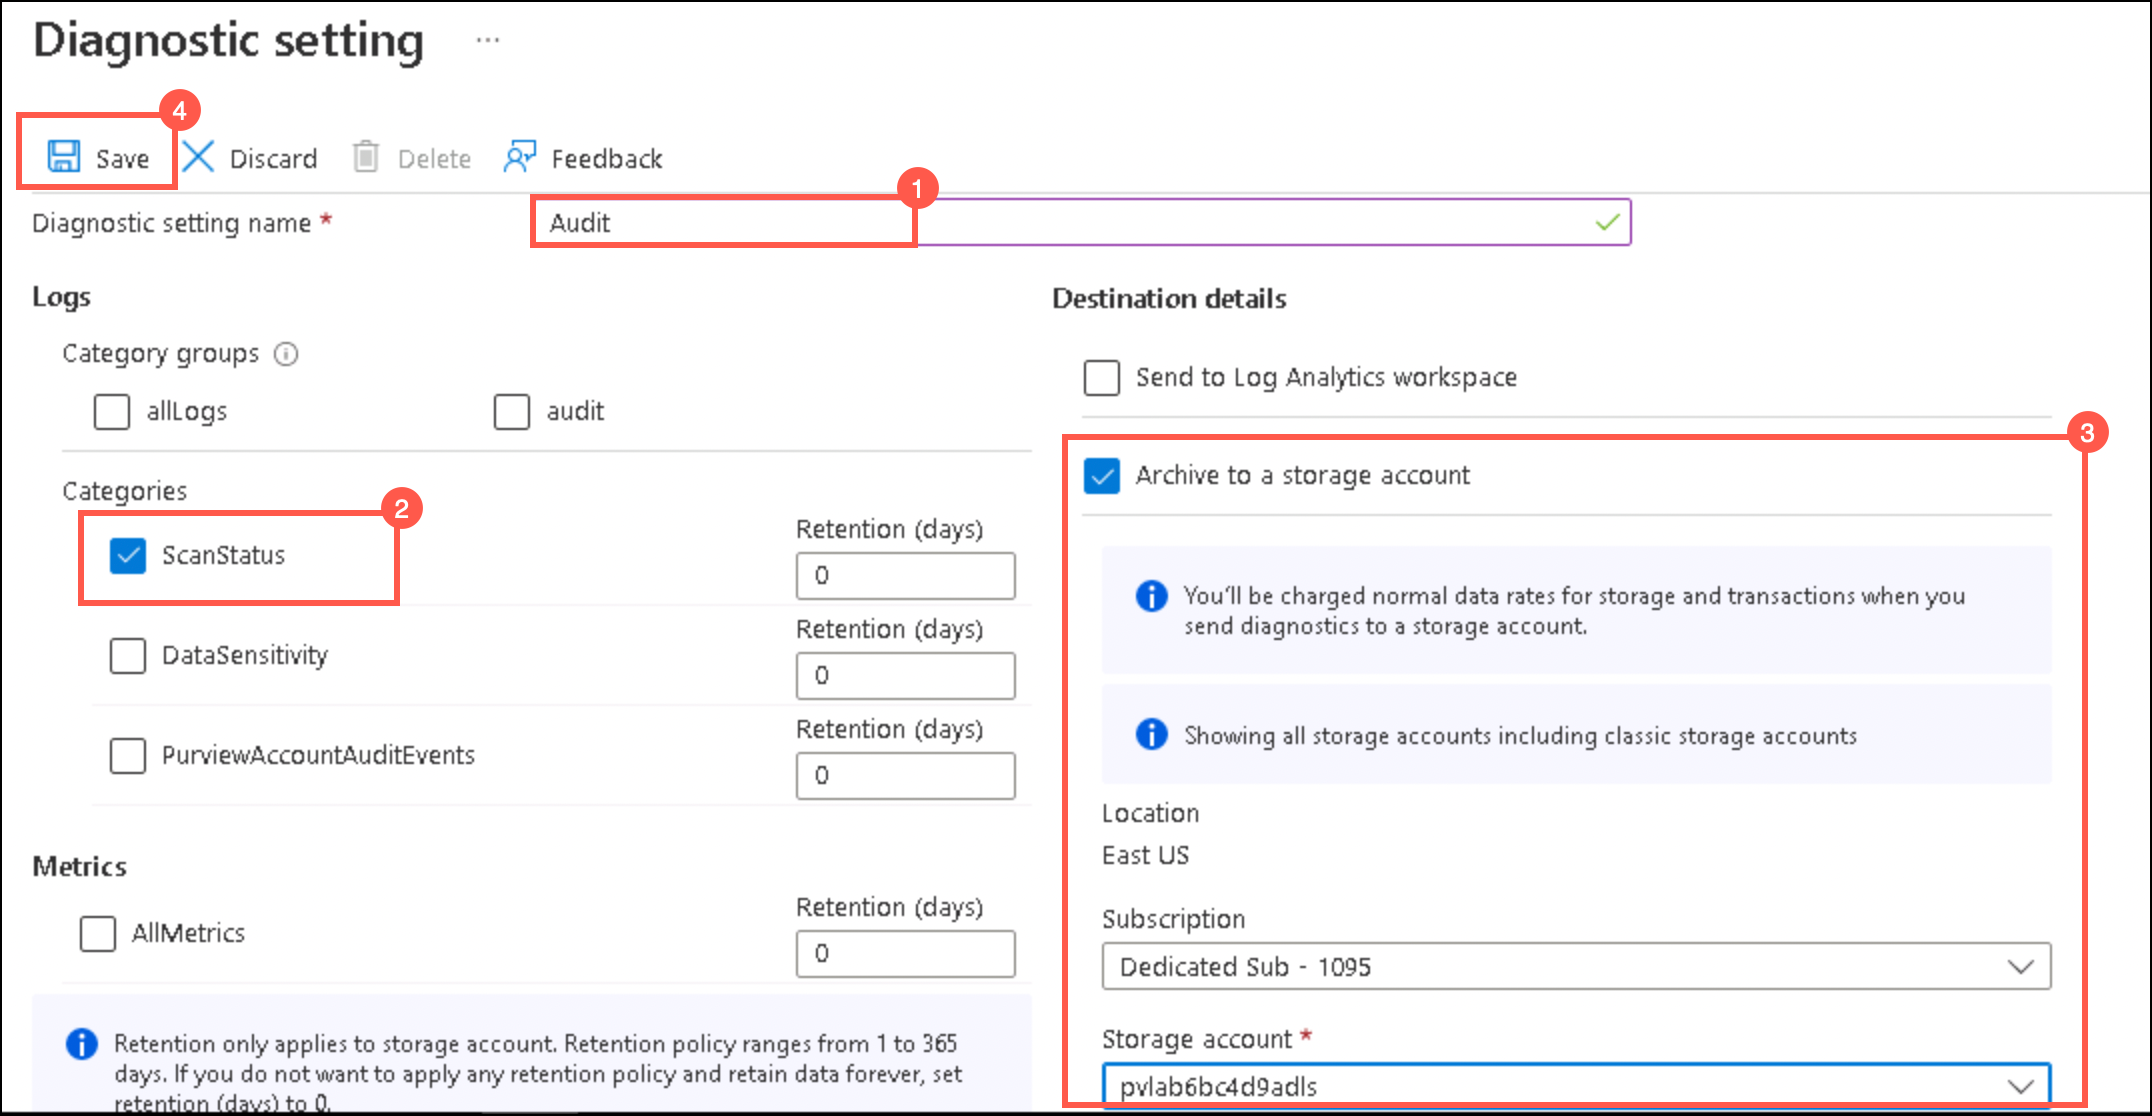 Diagnostic setting ...
4
Save Discard Delete Feedback
1
Diagnostic setting name * Audit
Logs
Category groups
allLogs audit
Categories
2
ScanStatus
Retention (days)
0
DataSensitivity
Retention (days)
0
PurviewAccountAuditEvents
Retention (days)
0
Metrics
AllMetrics
Retention (days)
0
Retention only applies to storage account. Retention policy ranges from 1 to 365
days. If you do not want to apply any retention policy and retain data forever, set
retention (days) to 0.
Destination details
Send to Log Analytics workspace
3
Archive to a storage account
You'll be charged normal data rates for storage and transactions when you
send diagnostics to a storage account.
Showing all storage accounts including classic storage accounts
Location
East US
Subscription
Dedicated Sub - 1095
Storage account *
pvlab6bc4d9adls